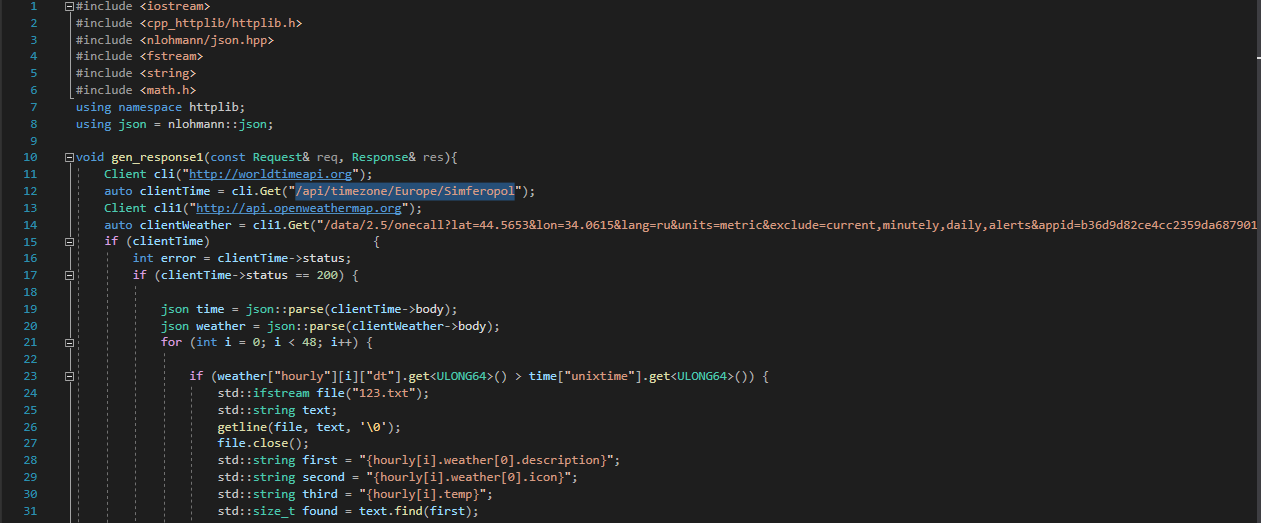 1 #include <iostream>
2 #include <cpp_httplib/httplib.h>
3 #include <nlohmann/json.hpp>
4 #include <fstream>
5 #include <string>
6 #include <math.h>
7 using namespace httplib;
8 using json = nlohmann::json;
9
10 void gen_response1(const Request& req, Response& res){
11 Client cli("http://worldtimeapi.org");
12 auto clientTime = cli.Get("/api/timezone/Europe/Simferopol");
13 Client cli1("http://api.openweathermap.org");
14 auto clientWeather = cli1.Get("/data/2.5/onecall?lat=44.5653&lon=34.0615&lang=ru&units=metric&exclude=current,minutely,daily,alerts&appid=b36d9d82ce4cc2359da687901
15 if (clientTime) {
16 int error = clientTime->status;
17 if (clientTime->status == 200) {
18
19 json time = json::parse(clientTime->body);
20 json weather = json::parse(clientWeather->body);
21 for (int i = 0; i < 48; i++) {
22
23 if (weather["hourly"][i]["dt"].get<ULONG64>() > time["unixtime"].get<ULONG64>()) {
24 std::ifstream file("123.txt");
25 std::string text;
26 getline(file, text, '\0');
27 file.close();
28 std::string first = "{hourly[i].weather[0].description}";
29 std::string second = "{hourly[i].weather[0].icon}";
30 std::string third = "{hourly[i].temp}";
31 std::size_t found = text.find(first);